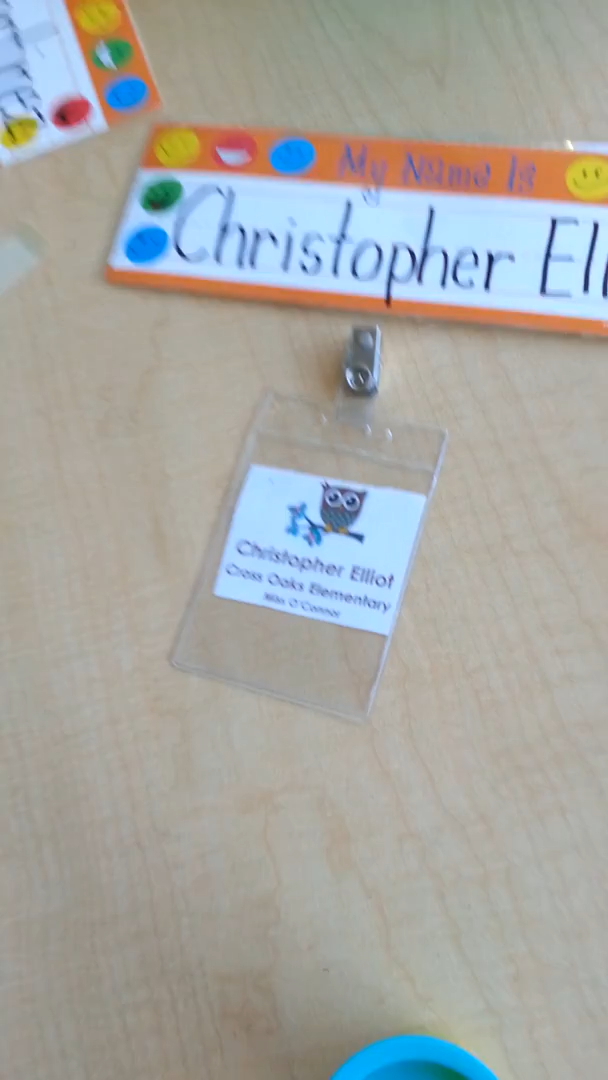 My Name Is
Christopher Ell
Christopher Elliot
Cross Oaks Elementary
Miss O'Connor